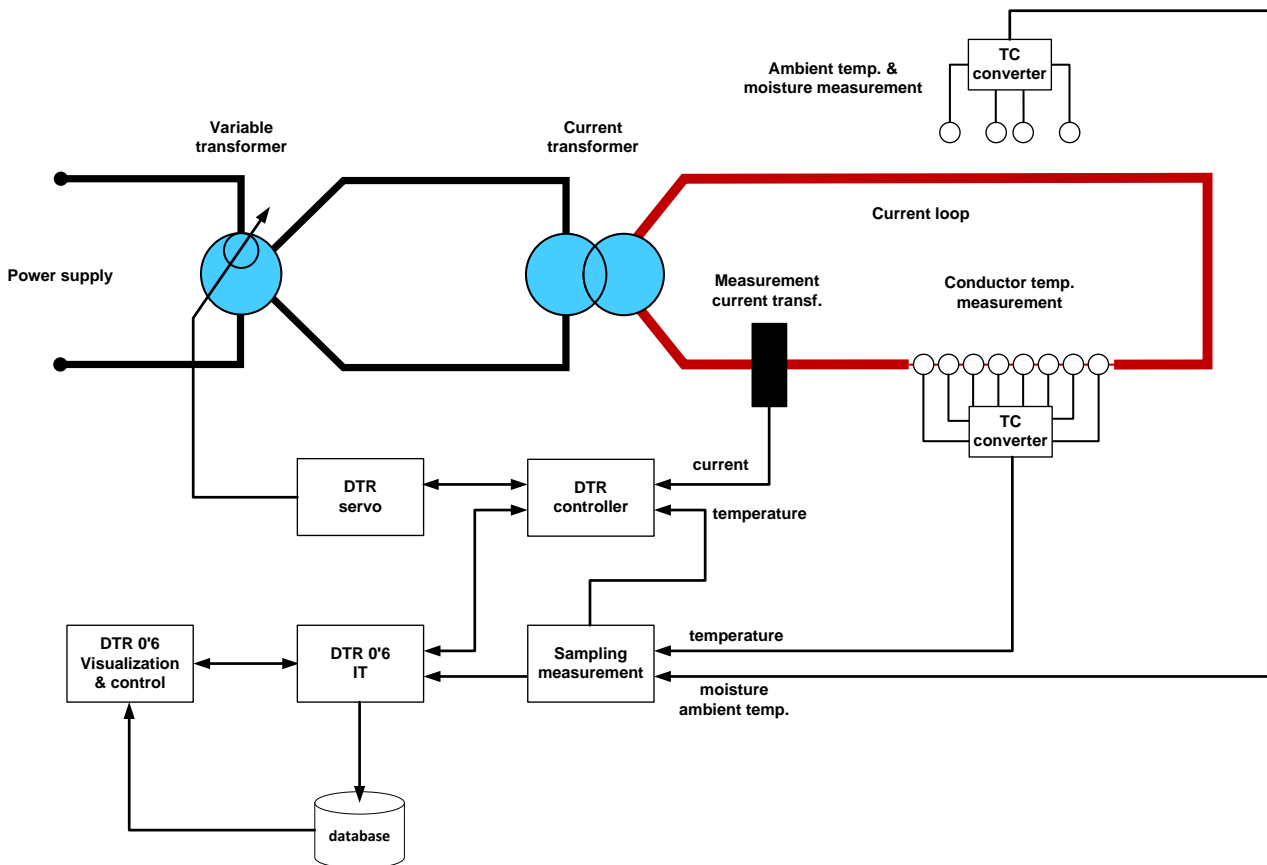 TC
converter
Ambient temp. &
moisture measurement
Variable
transformer
Current
transformer
Current loop
Power supply
Measurement
current transf.
Conductor temp.
measurement
TC
converter
current
DTR
servo
DTR
controller
temperature
temperature
DTR 0'6
Visualization
& control
DTR 0'6
IT
Sampling
measurement
moisture
ambient temp.
database